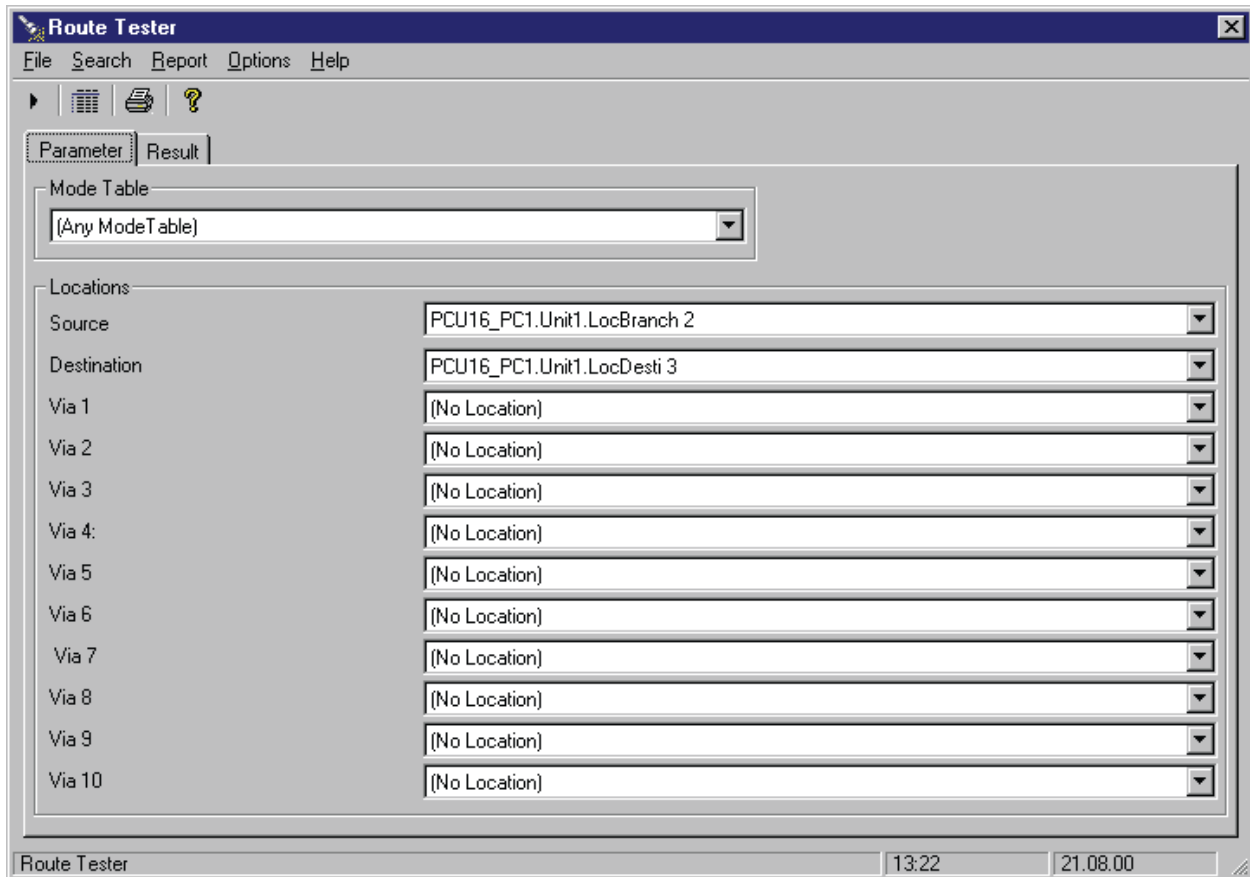 Route Tester
File Search Report Options Help
Parameter Result
Mode Table
(Any ModeTable)
Locations
Source PCU16_PC1.Unit1.LocBranch 2
Destination PCU16_PC1.Unit1.LocDesti 3
Via 1 (No Location)
Via 2 (No Location)
Via 3 (No Location)
Via 4: (No Location)
Via 5 (No Location)
Via 6 (No Location)
Via 7 (No Location)
Via 8 (No Location)
Via 9 (No Location)
Via 10 (No Location)
Route Tester 13:22 21.08.00